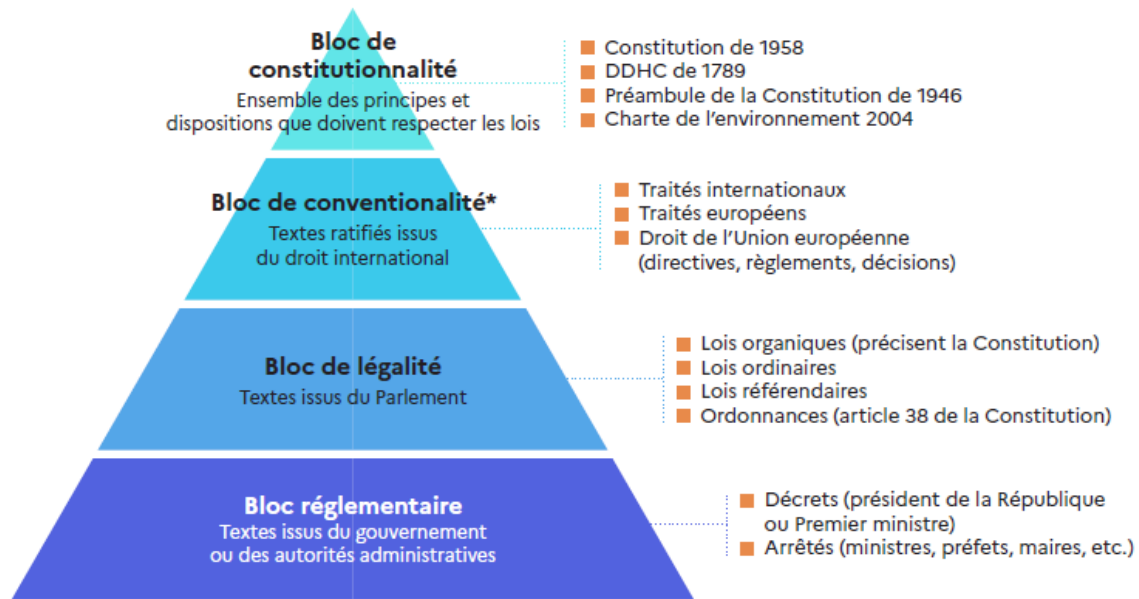 Bloc de
constitutionnalité
Ensemble des principes et
dispositions que doivent respecter les lois
Constitution de 1958
DDHC de 1789
Préambule de la Constitution de 1946
Charte de l’environnement 2004
Bloc de conventionalité*
Textes ratifiés issus
du droit international
Traités internationaux
Traités européens
Droit de l’Union européenne
(directives, règlements, décisions)
Bloc de légalité
Textes issus du Parlement
Lois organiques (précisent la Constitution)
Lois ordinaires
Lois référendaires
Ordonnances (article 38 de la Constitution)
Bloc réglementaire
Textes issus du gouvernement
ou des autorités administratives
Décrets (président de la République
ou Premier ministre)
Arrêtés (ministres, préfets, maires, etc.)